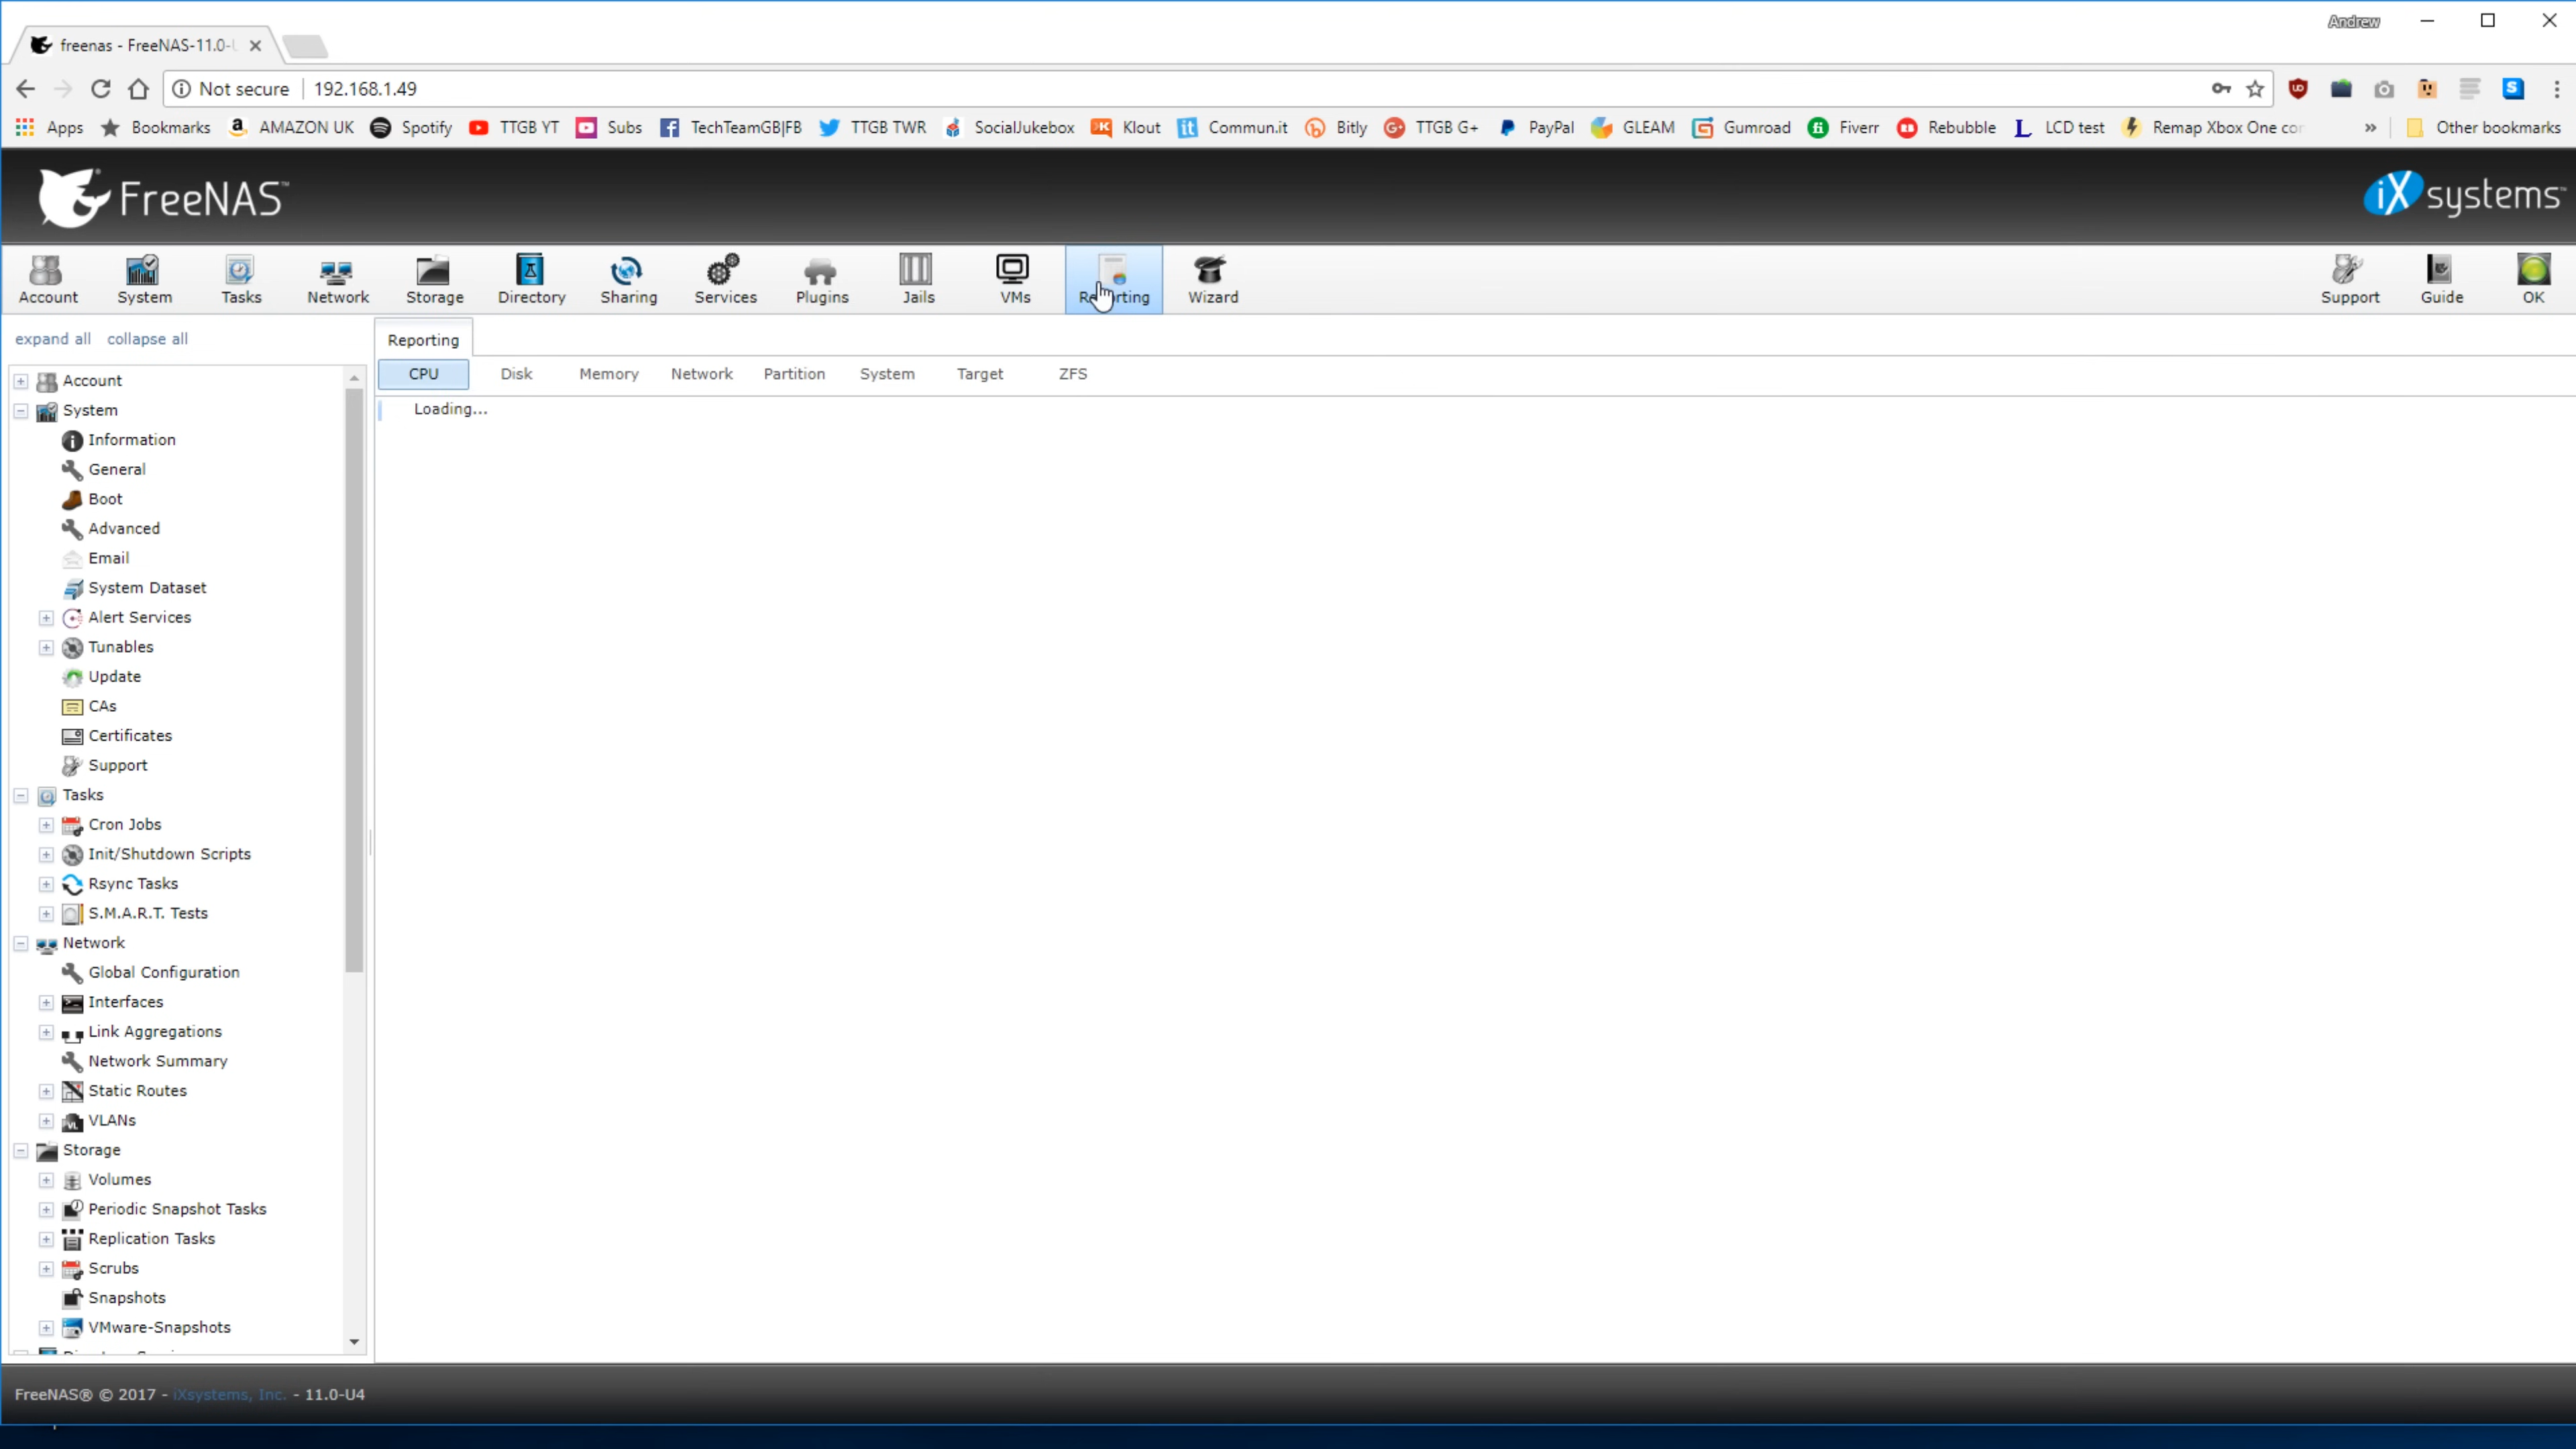 Andrew
freenas - FreeNAS-11.0-U
Not secure 192.168.1.49
Apps Bookmarks AMAZON UK Spotify TTGB YT Subs TechTeamGB|FB TTGB TWR SocialJukebox Klout Commun.it Bitly TTGB G+ PayPal GLEAM Gumroad Fiverr Rebubble LCD test Remap Xbox One cor » Other bookmarks
FreeNAS™ iXsystems™
Account System Tasks Network Storage Directory Sharing Services Plugins Jails VMs Reporting Wizard Support Guide OK
expand all collapse all
Reporting
CPU Disk Memory Network Partition System Target ZFS
Loading...
Account
System
Information
General
Boot
Advanced
Email
System Dataset
Alert Services
Tunables
Update
CAs
Certificates
Support
Tasks
Cron Jobs
Init/Shutdown Scripts
Rsync Tasks
S.M.A.R.T. Tests
Network
Global Configuration
Interfaces
Link Aggregations
Network Summary
Static Routes
VLANs
Storage
Volumes
Periodic Snapshot Tasks
Replication Tasks
Scrubs
Snapshots
VMware-Snapshots
FreeNAS® © 2017 - iXsystems, Inc. - 11.0-U4